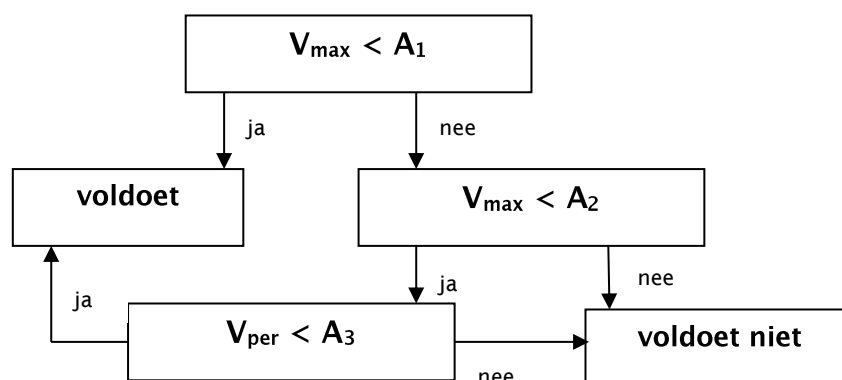 Vmax < A1
ja
nee
voldoet
Vmax < A2
ja
nee
ja
Vper < A3
voldoet niet
nee